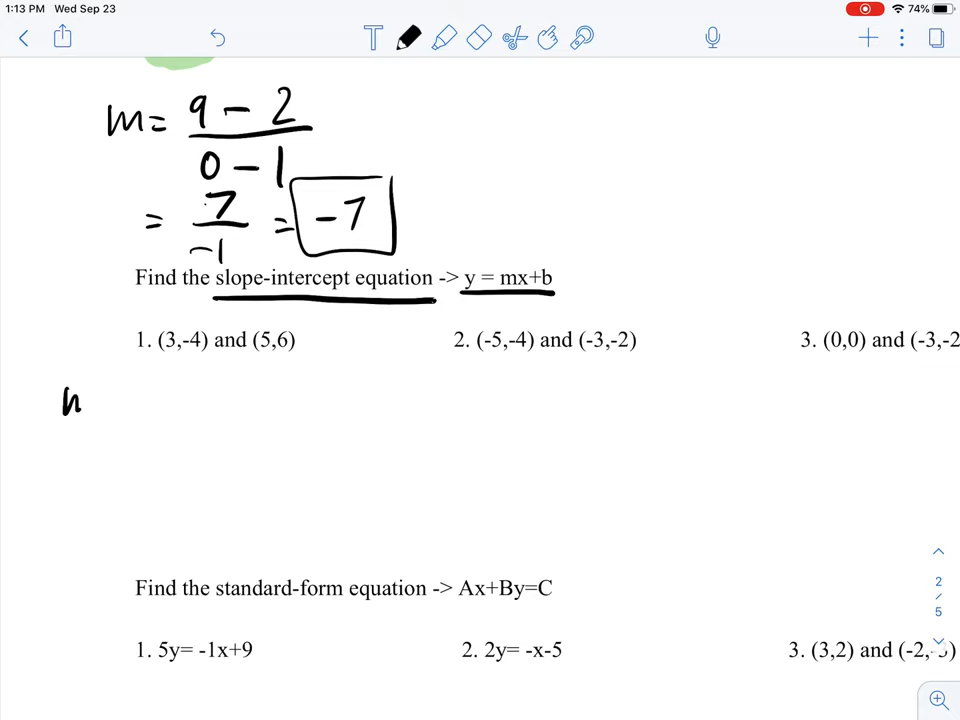 1:13 PM Wed Sep 23 74%
T
m = 9 - 2
0 - 1
= 7 = -7
-1
Find the slope-intercept equation -> y = mx+b
1. (3,-4) and (5,6) 2. (-5,-4) and (-3,-2) 3. (0,0) and (-3,-2
Find the standard-form equation -> Ax+By=C
1. 5y= -1x+9 2. 2y= -x-5 3. (3,2) and (-2,
2
/
5